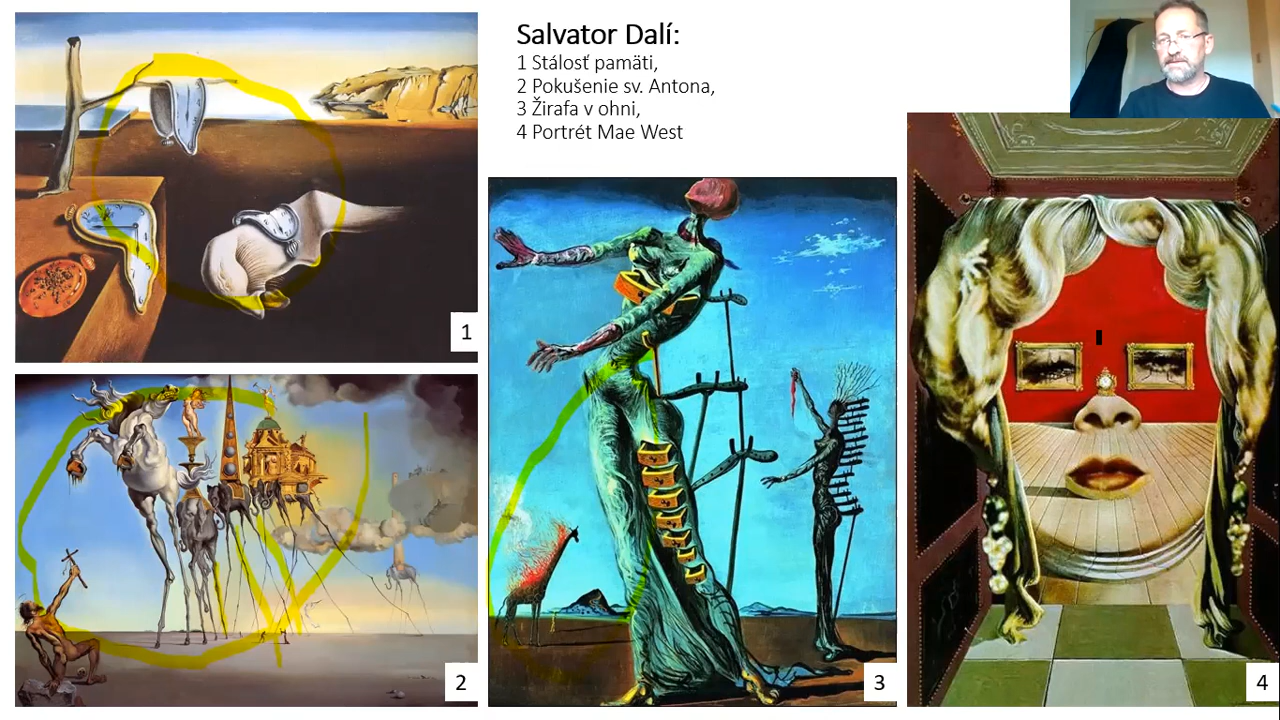 Salvator Dalí:
1 Stálosť pamäti,
2 Pokušenie sv. Antona,
3 Žirafa v ohni,
4 Portrét Mae West
1
2
3
4